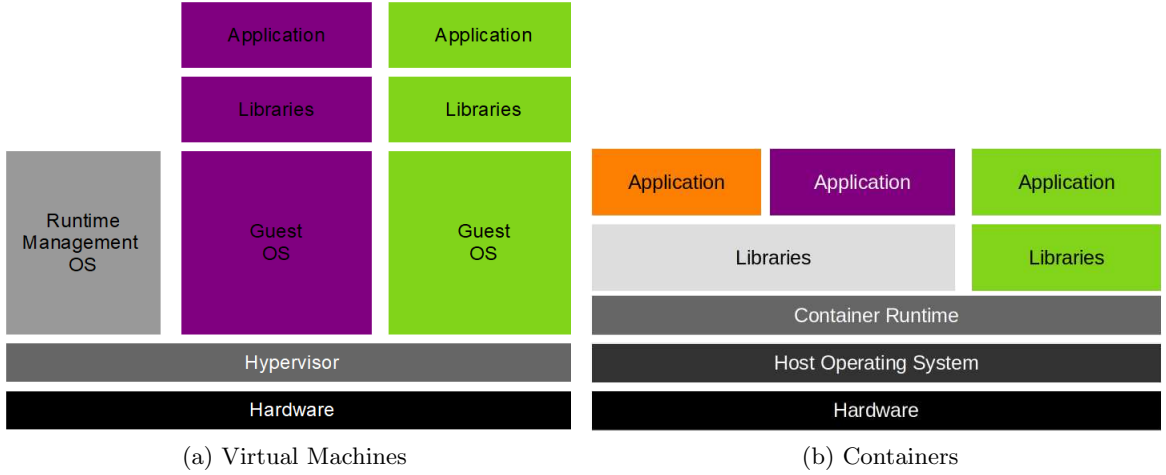 Application
Application
Libraries
Libraries
Runtime
Management
OS
Guest
OS
Guest
OS
Hypervisor
Hardware
(a) Virtual Machines
Application
Application
Application
Libraries
Libraries
Container Runtime
Host Operating System
Hardware
(b) Containers